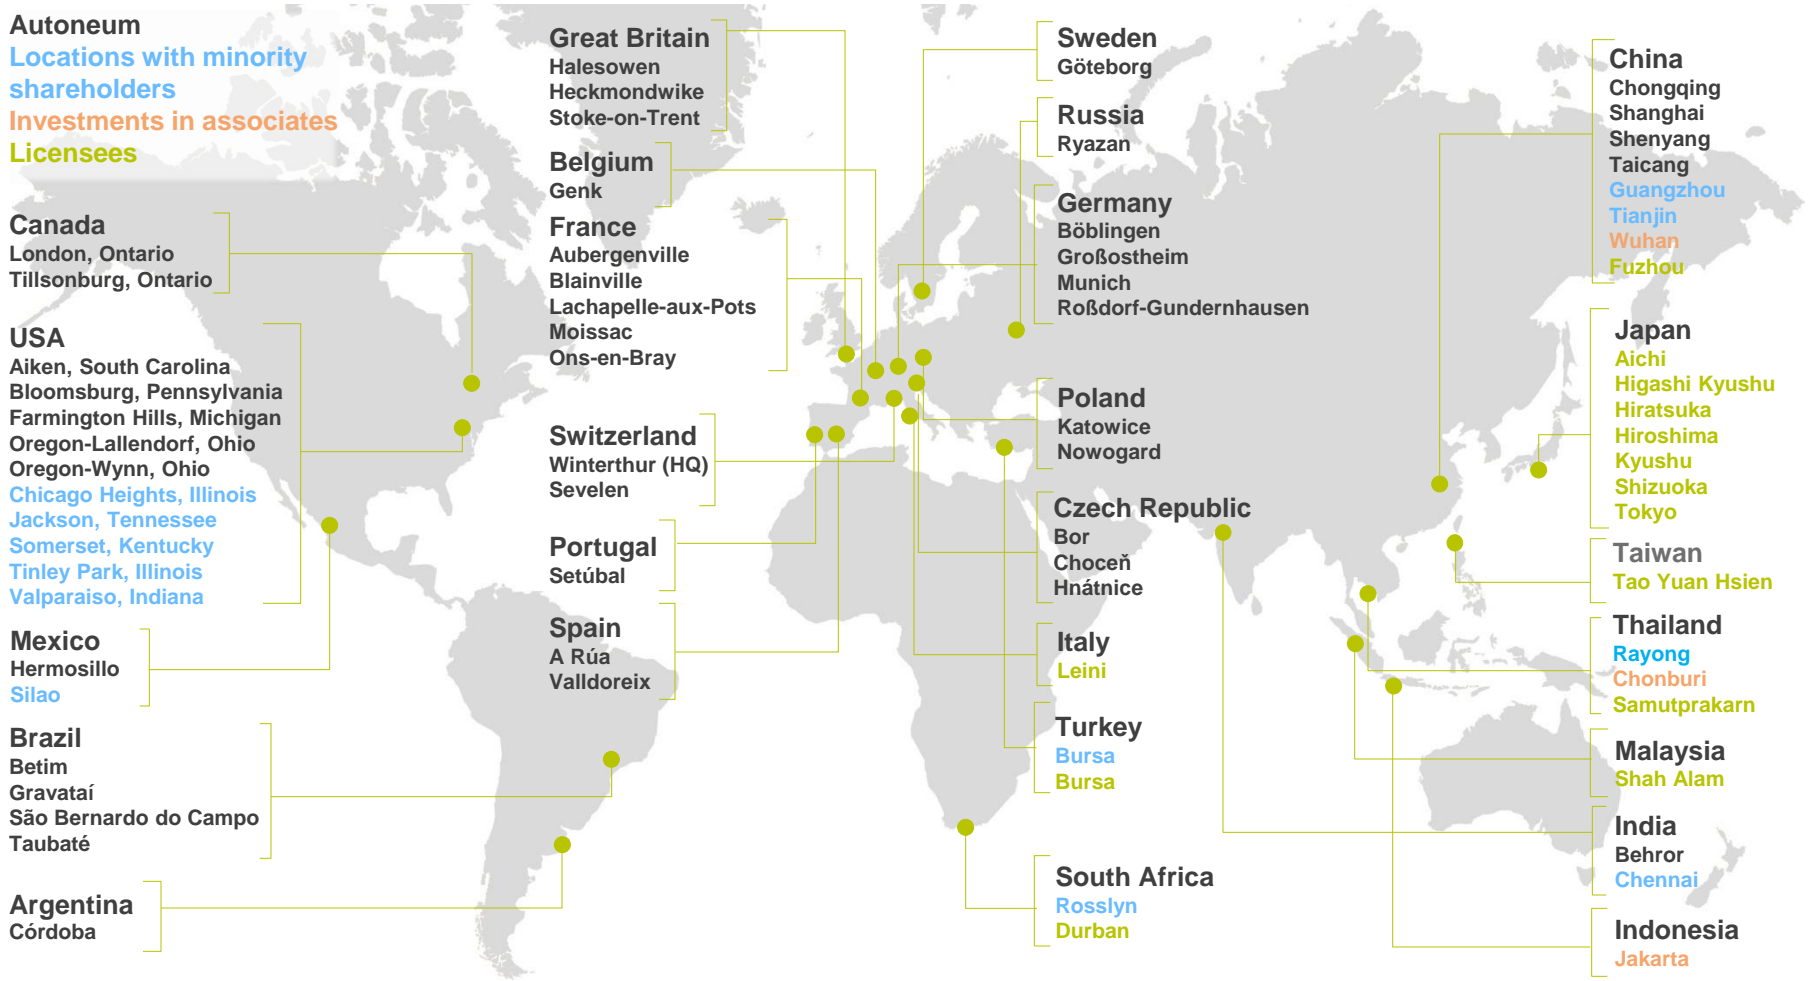 Autoneum
Locations with minority
shareholders
Investments in associates
Licensees
Canada
London, Ontario
Tillsonburg, Ontario
USA
Aiken, South Carolina
Bloomsburg, Pennsylvania
Farmington Hills, Michigan
Oregon-Lallendorf, Ohio
Oregon-Wynn, Ohio
Chicago Heights, Illinois
Jackson, Tennessee
Somerset, Kentucky
Tinley Park, Illinois
Valparaiso, Indiana
Mexico
Hermosillo
Silao
Brazil
Betim
Gravataí
São Bernardo do Campo
Taubaté
Argentina
Córdoba
Great Britain
Halesowen
Heckmondwike
Stoke-on-Trent
Belgium
Genk
France
Aubergenville
Blainville
Lachapelle-aux-Pots
Moissac
Ons-en-Bray
Switzerland
Winterthur (HQ)
Sevelen
Portugal
Setúbal
Spain
A Rúa
Valldoreix
Sweden
Göteborg
Russia
Ryazan
Germany
Böblingen
Großostheim
Munich
Roßdorf-Gundernhausen
Poland
Katowice
Nowogard
Czech Republic
Bor
Choceň
Hnátnice
Italy
Leini
Turkey
Bursa
Bursa
South Africa
Rosslyn
Durban
China
Chongqing
Shanghai
Shenyang
Taicang
Guangzhou
Tianjin
Wuhan
Fuzhou
Japan
Aichi
Higashi Kyushu
Hiratsuka
Hiroshima
Kyushu
Shizuoka
Tokyo
Taiwan
Tao Yuan Hsien
Thailand
Rayong
Chonburi
Samutprakarn
Malaysia
Shah Alam
India
Behror
Chennai
Indonesia
Jakarta